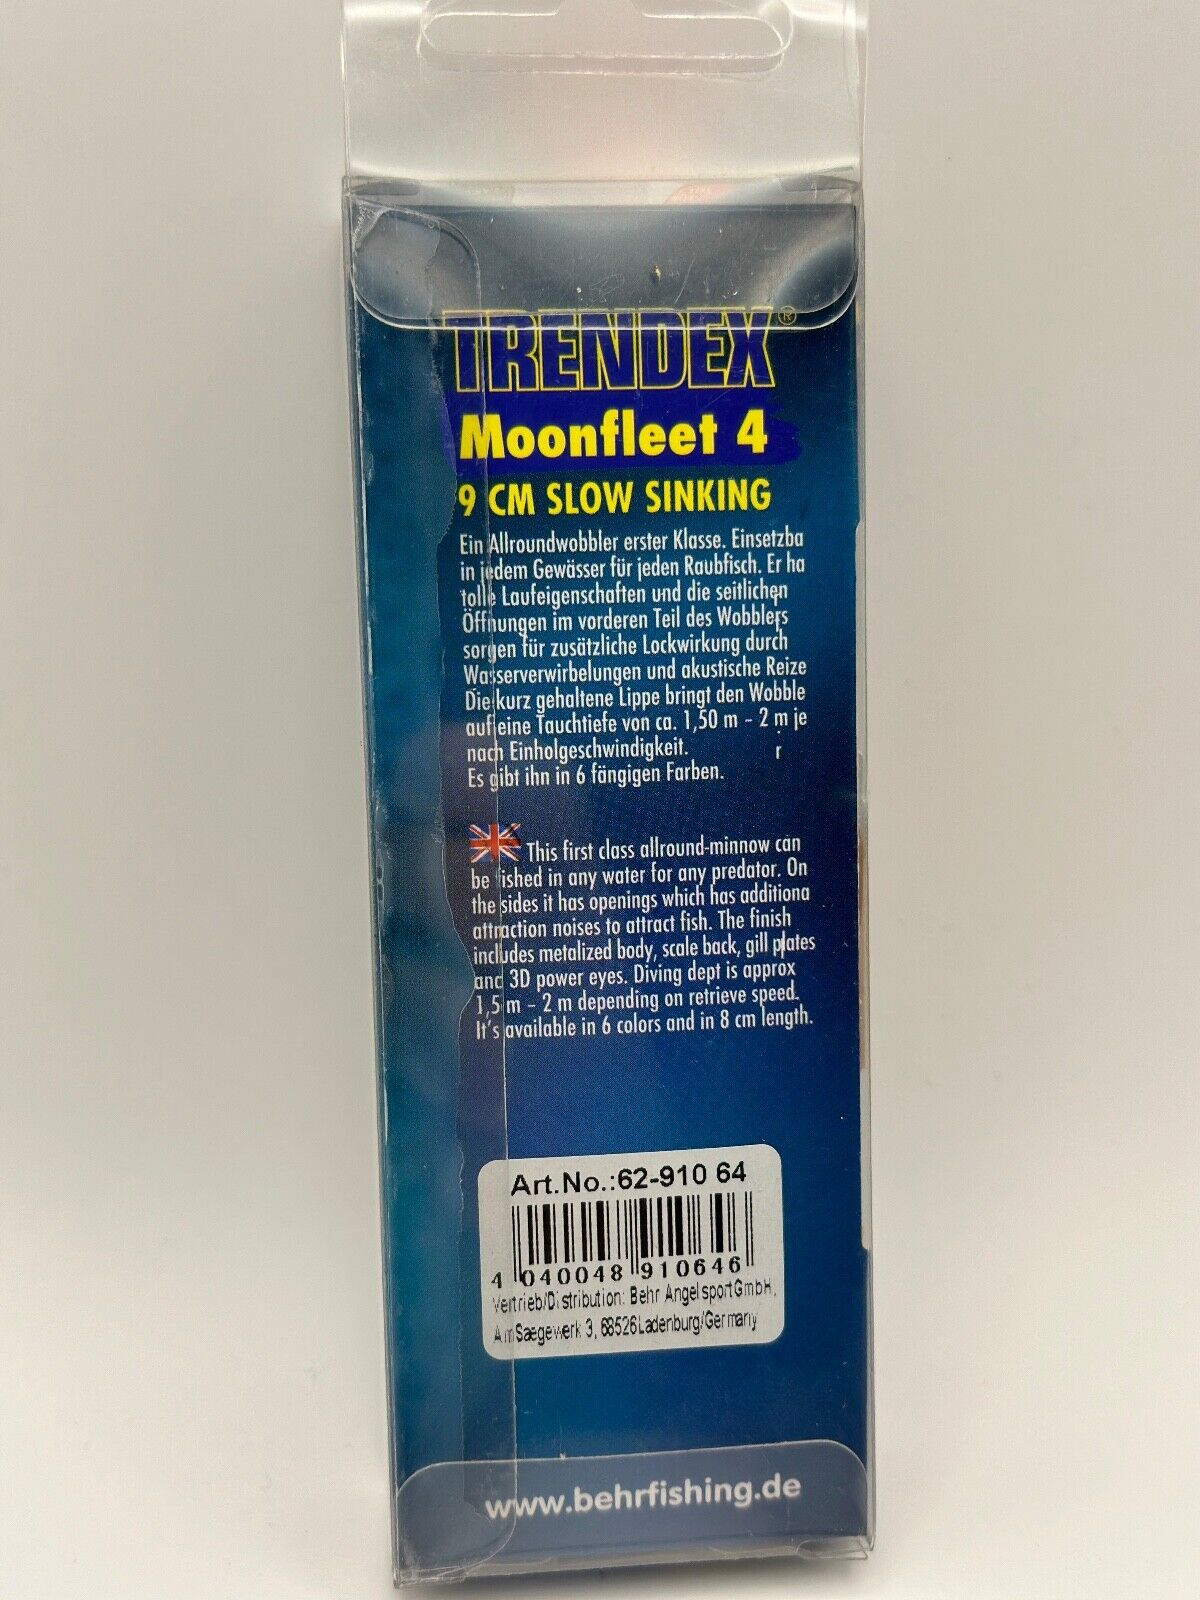 TRENDEX®
Moonfleet 4
9 CM SLOW SINKING
Ein Allroundwobbler erster Klasse. Einsetzba
in jedem Gewässer für jeden Raubfisch. Er ha
tolle Laufeigenschaften und die seitlichen
Öffnungen im vorderen Teil des Wobblers
sorgen für zusätzliche Lockwirkung durch
Wasserverwirbelungen und akustische Reize
Die kurz gehaltene Lippe bringt den Wobble
auf eine Tauchtiefe von ca. 1,50 m – 2 m je
nach Einholgeschwindigkeit. r
Es gibt ihn in 6 fängigen Farben.
This first class allround-minnow can
be fished in any water for any predator. On
the sides it has openings which has additiona
attraction noises to attract fish. The finish
includes metalized body, scale back, gill plates
and 3D power eyes. Diving dept is approx
1,5 m – 2 m depending on retrieve speed.
It's available in 6 colors and in 8 cm length.
Art.No.:62-910 64
4 040048 910646
Vertrieb/Distribution: Behr Angelsport GmbH,
Am Saegewerk 3, 68526 Ladenburg/Germany
www.behrfishing.de